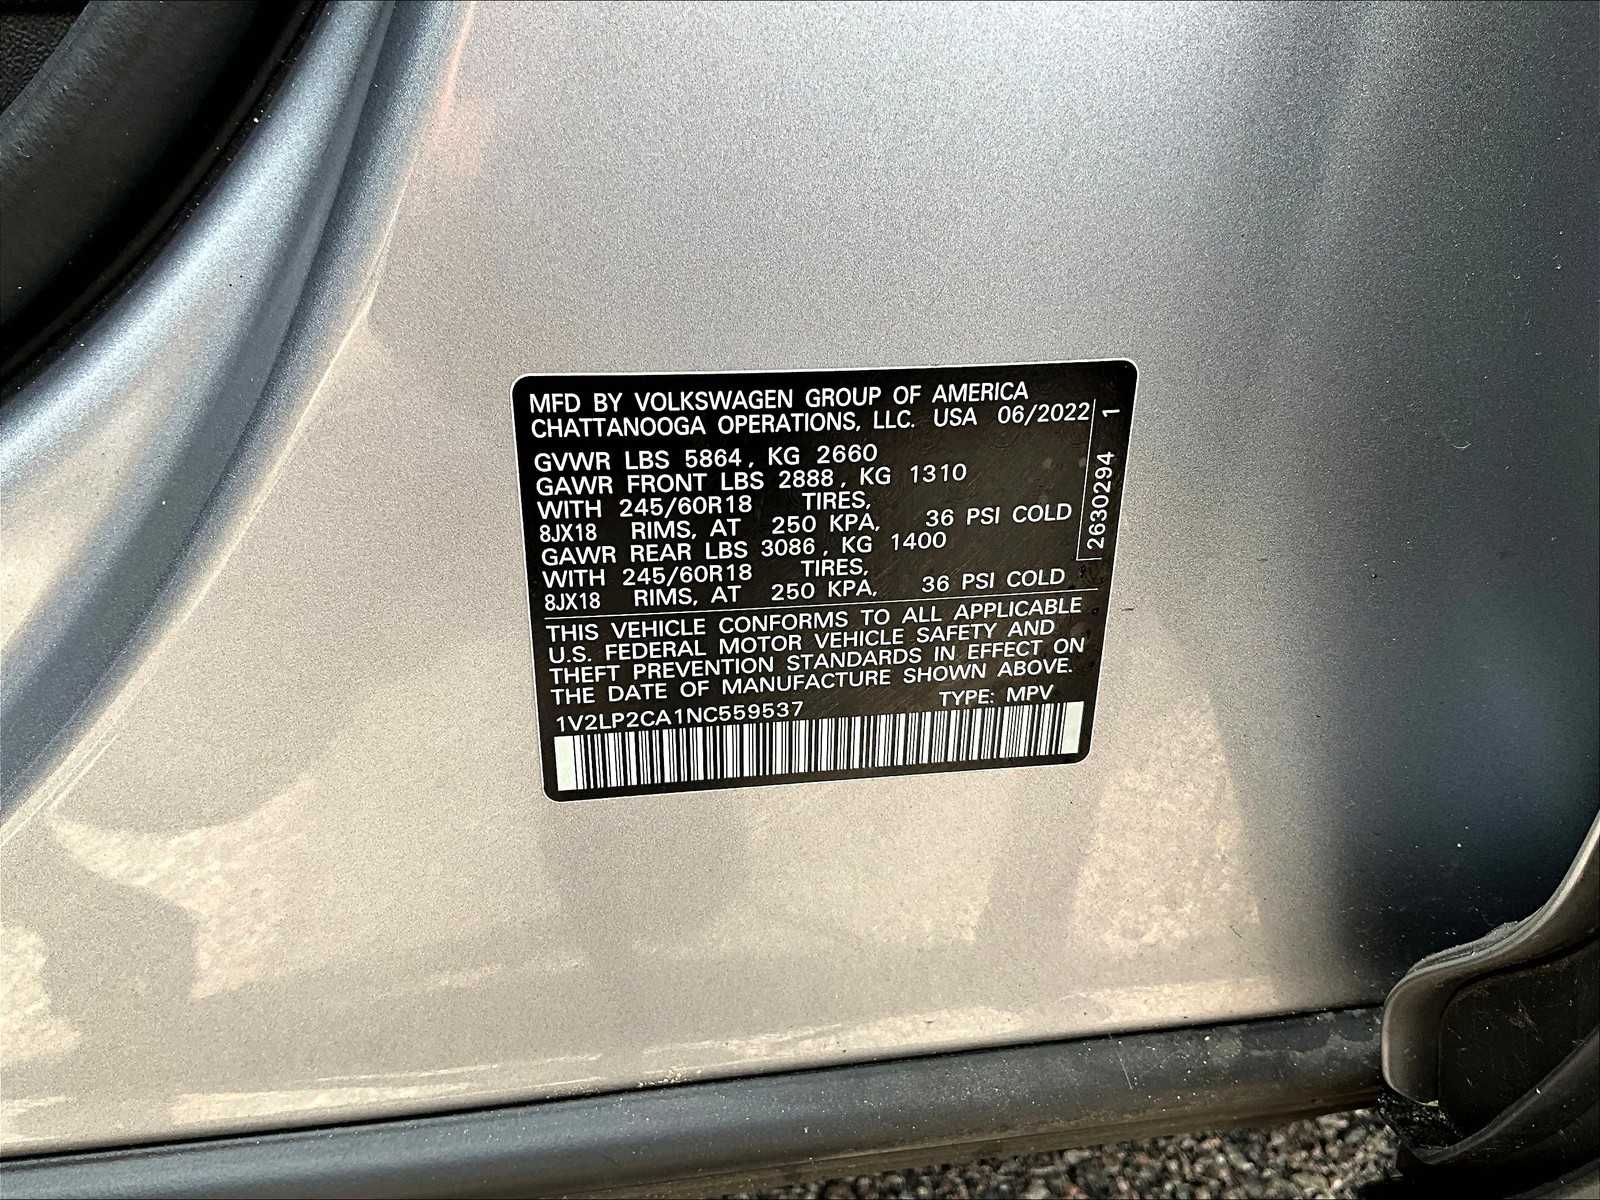 MFD BY VOLKSWAGEN GROUP OF AMERICA
CHATTANOOGA OPERATIONS, LLC. USA 06/2022
GVWR LBS 5864, KG 2660
GAWR FRONT LBS 2888, KG 1310
WITH 245/60R18 TIRES,
8JX18 RIMS, AT 250 KPA, 36 PSI COLD
GAWR REAR LBS 3086, KG 1400
WITH 245/60R18 TIRES,
8JX18 RIMS, AT 250 KPA, 36 PSI COLD
THIS VEHICLE CONFORMS TO ALL APPLICABLE
U.S. FEDERAL MOTOR VEHICLE SAFETY AND
THEFT PREVENTION STANDARDS IN EFFECT ON
THE DATE OF MANUFACTURE SHOWN ABOVE.
1V2LP2CA1NC559537 TYPE: MPV
2630294 1